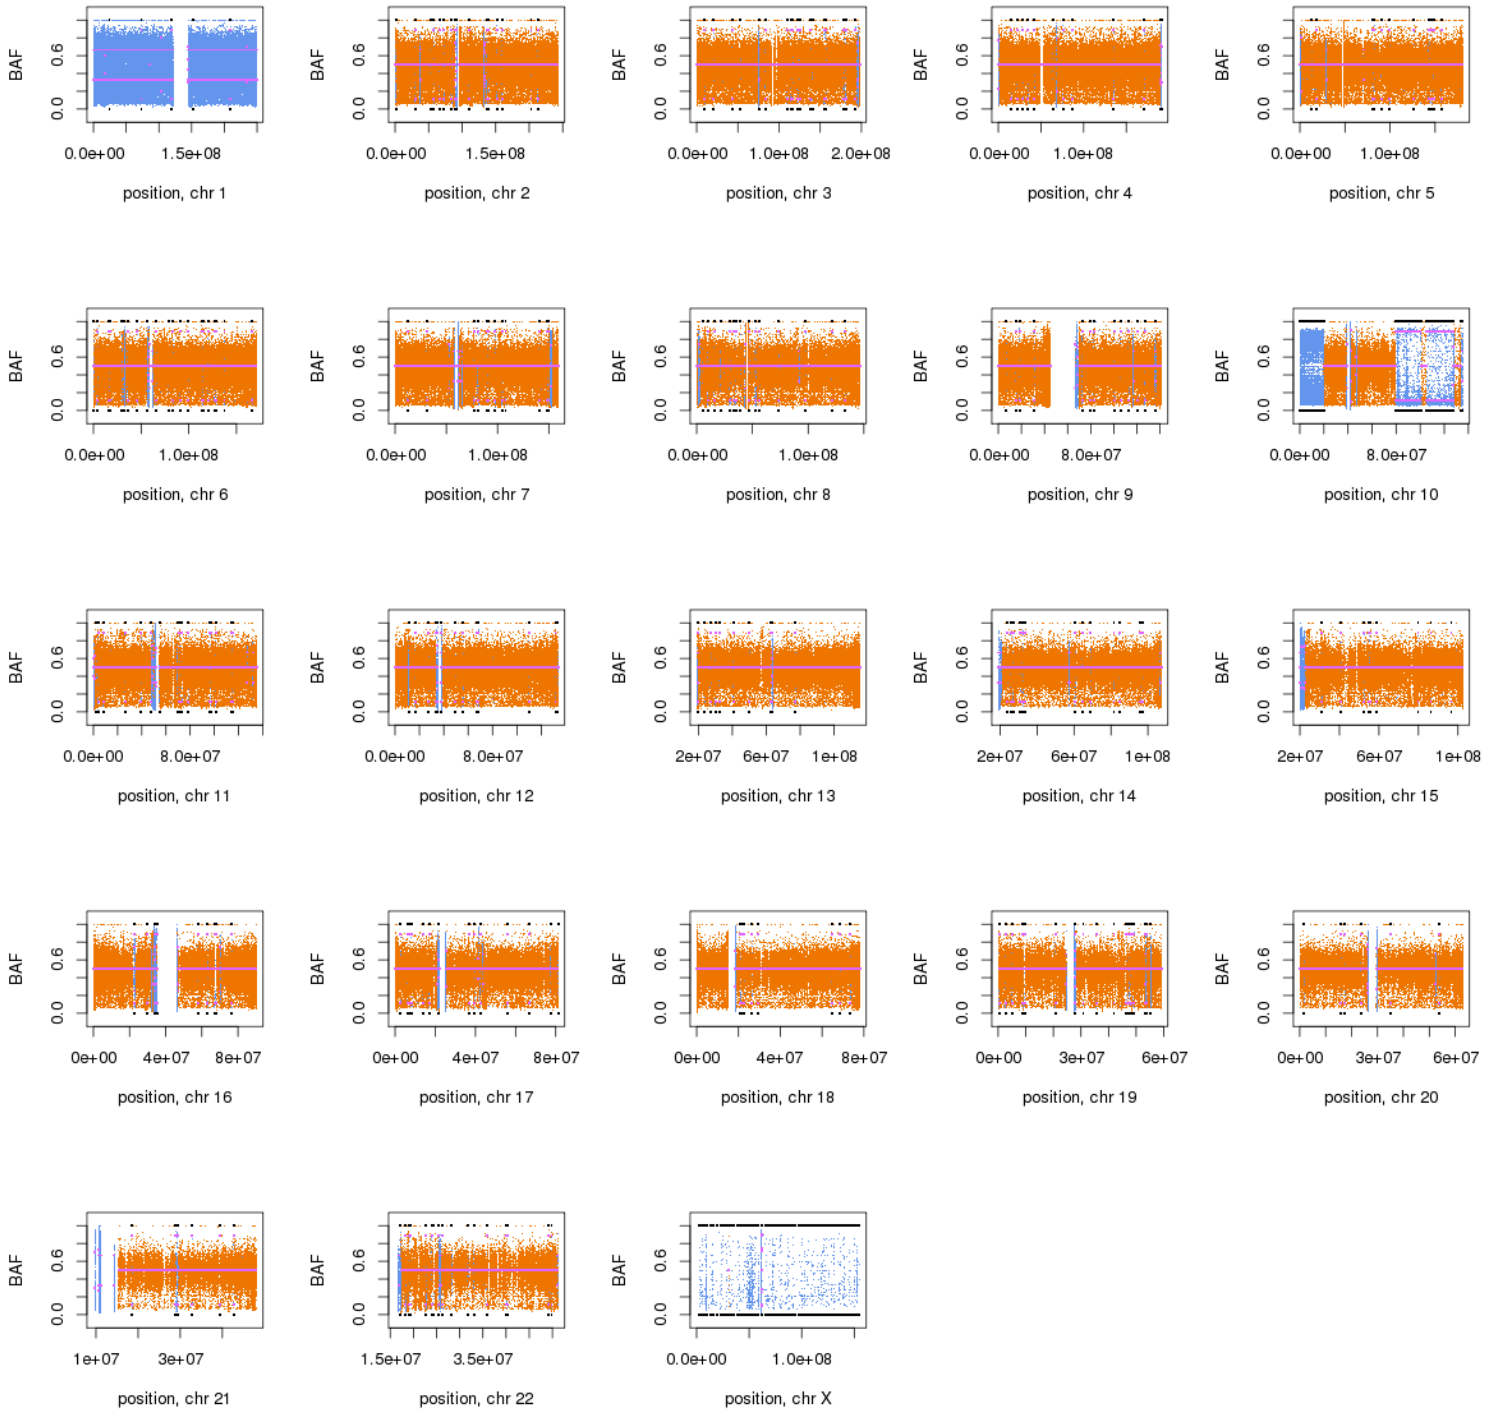 BAF 0.0 0.6 BAF 0.0 0.6 BAF 0.0 0.6 BAF 0.0 0.6 BAF 0.0 0.6
0.0e+00 1.5e+08 0.0e+00 1.5e+08 0.0e+00 1.0e+08 2.0e+08 0.0e+00 1.0e+08 0.0e+00 1.0e+08
position, chr 1 position, chr 2 position, chr 3 position, chr 4 position, chr 5
BAF 0.0 0.6 BAF 0.0 0.6 BAF 0.0 0.6 BAF 0.0 0.6 BAF 0.0 0.6
0.0e+00 1.0e+08 0.0e+00 1.0e+08 0.0e+00 1.0e+08 0.0e+00 8.0e+07 0.0e+00 8.0e+07
position, chr 6 position, chr 7 position, chr 8 position, chr 9 position, chr 10
BAF 0.0 0.6 BAF 0.0 0.6 BAF 0.0 0.6 BAF 0.0 0.6 BAF 0.0 0.6
0.0e+00 8.0e+07 0.0e+00 8.0e+07 2e+07 6e+07 1e+08 2e+07 6e+07 1e+08 2e+07 6e+07 1e+08
position, chr 11 position, chr 12 position, chr 13 position, chr 14 position, chr 15
BAF 0.0 0.6 BAF 0.0 0.6 BAF 0.0 0.6 BAF 0.0 0.6 BAF 0.0 0.6
0e+00 4e+07 8e+07 0e+00 4e+07 8e+07 0e+00 4e+07 8e+07 0e+00 3e+07 6e+07 0e+00 3e+07 6e+07
position, chr 16 position, chr 17 position, chr 18 position, chr 19 position, chr 20
BAF 0.0 0.6 BAF 0.0 0.6 BAF 0.0 0.6
1e+07 3e+07 1.5e+07 3.5e+07 0.0e+00 1.0e+08
position, chr 21 position, chr 22 position, chr X